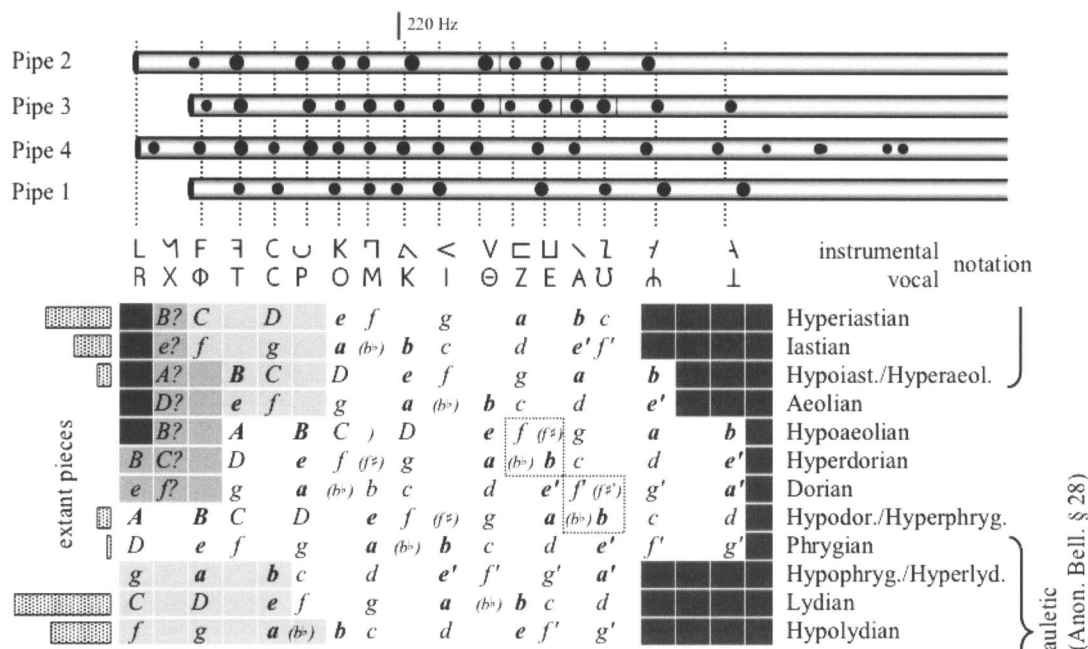 220 Hz
Pipe 2
Pipe 3
Pipe 4
Pipe 1
L F C K < V ⊏ ⊔ \ instrumental
R X Φ T C P O M K I Θ Z E A ℧ ⊥ vocal notation
B? C D e f g a b c Hyperiastian
e? f g a (b♭) b c d e' f' Iastian
A? B C D e f g a b Hypoiast./Hyperaeol.
D? e f g a (b♭) b c d e' Aeolian
B? A B C ) D e f (f♯) g a b Hypoaeolian
B C? D e f (f♯) g a (b♭) b c d e' Hyperdorian
e f? g a (b♭) b c d e' f' (f♯') g' a' Dorian
A B C D e f (f♯) g a (b♭) b c d Hypodor./Hyperphryg.
D e f g a (b♭) b c d e' f' g' Phrygian
g a b c d e' f' g' a' Hypophryg./Hyperlyd.
C D e f g a (b♭) b c d Lydian
f g a (b♭) b c d e f' g' Hypolydian
extant pieces
auletic
(Anon. Bell. § 28)